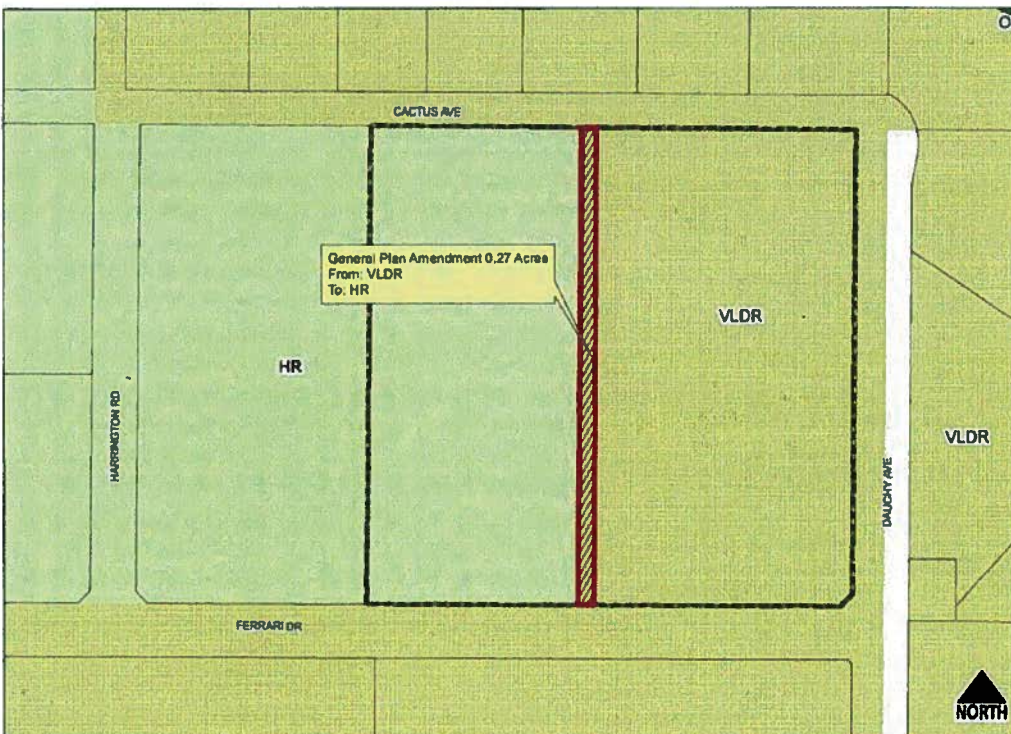 O
CACTUS AVE
General Plan Amendment 0.27 Acres
From: VLDR
To: HR
VLDR
HR
HARRINGTON RD
VLDR
DAUCHY AVE
FERRARI DR
NORTH